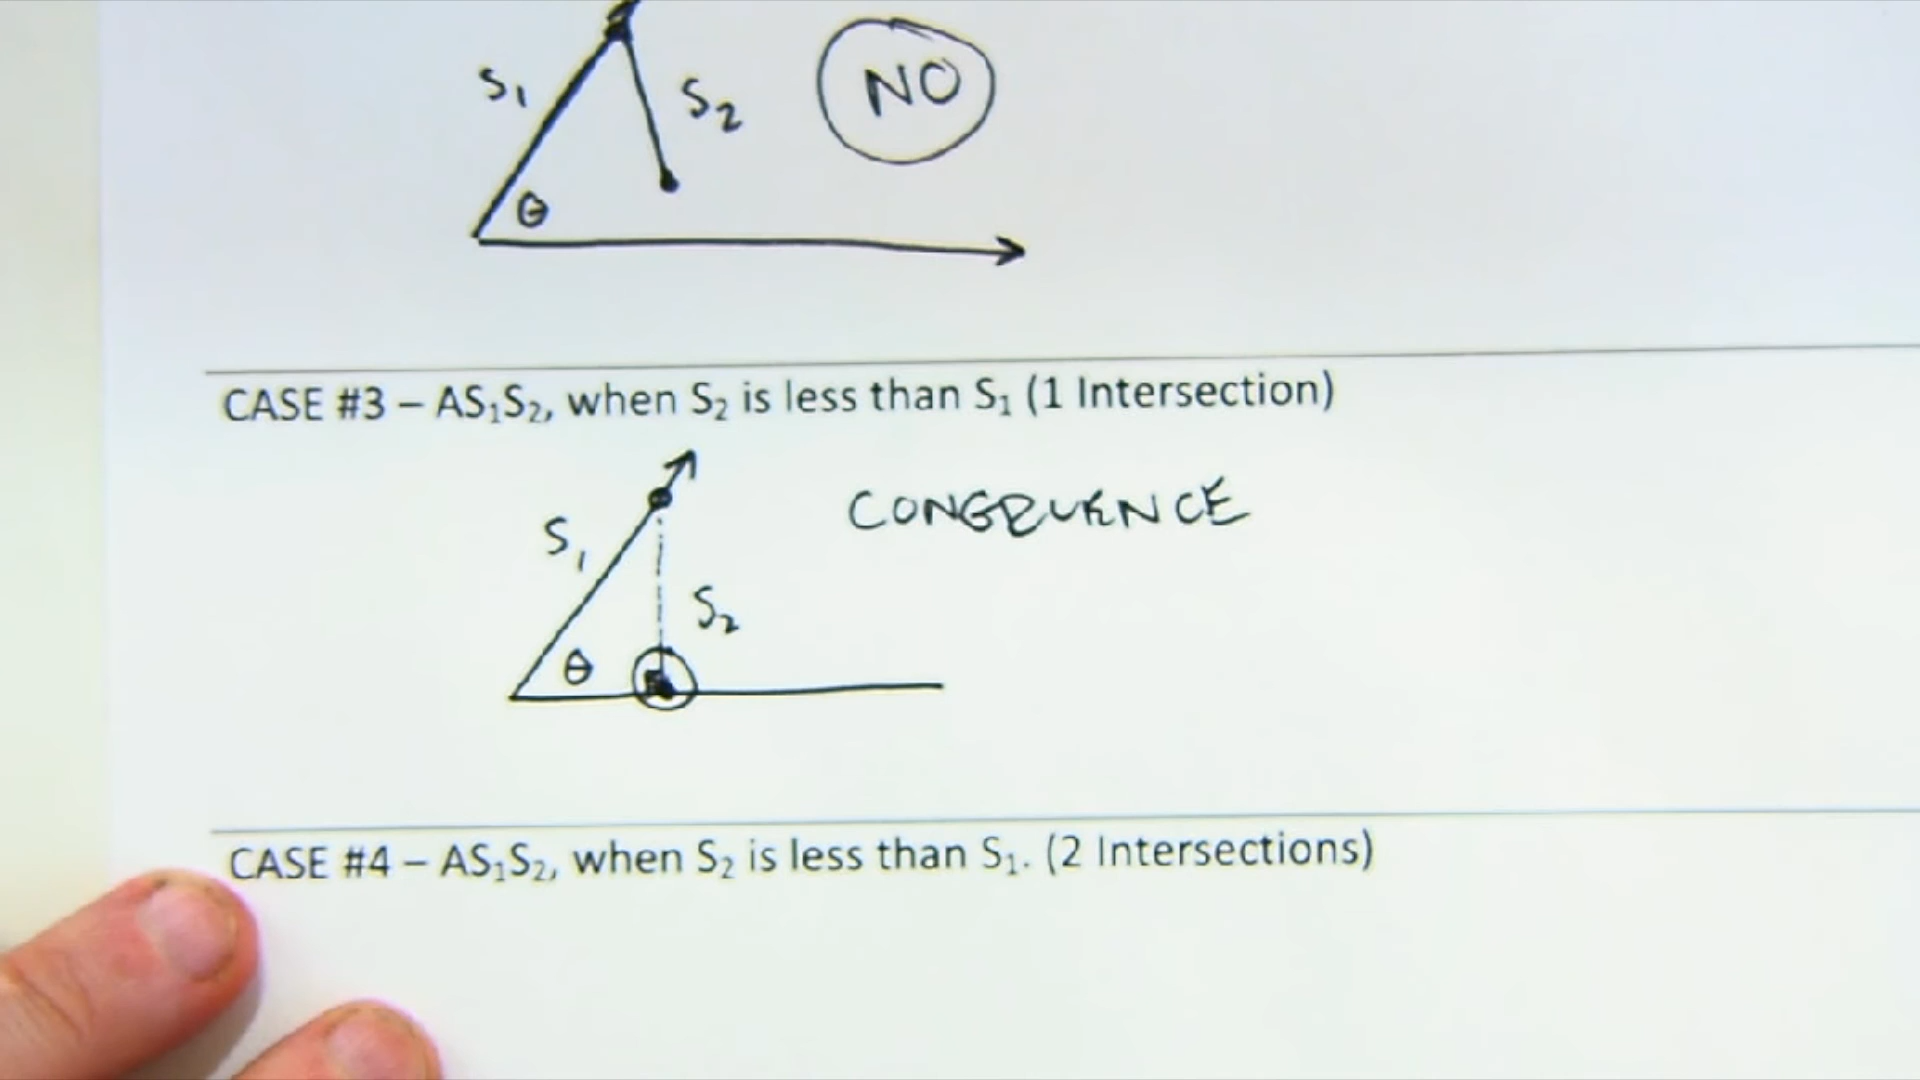 S₁
S₂
NO
θ
CASE #3 – AS₁S₂, when S₂ is less than S₁ (1 Intersection)
CONGRUENCE
S₁
S₂
θ
CASE #4 – AS₁S₂, when S₂ is less than S₁. (2 Intersections)